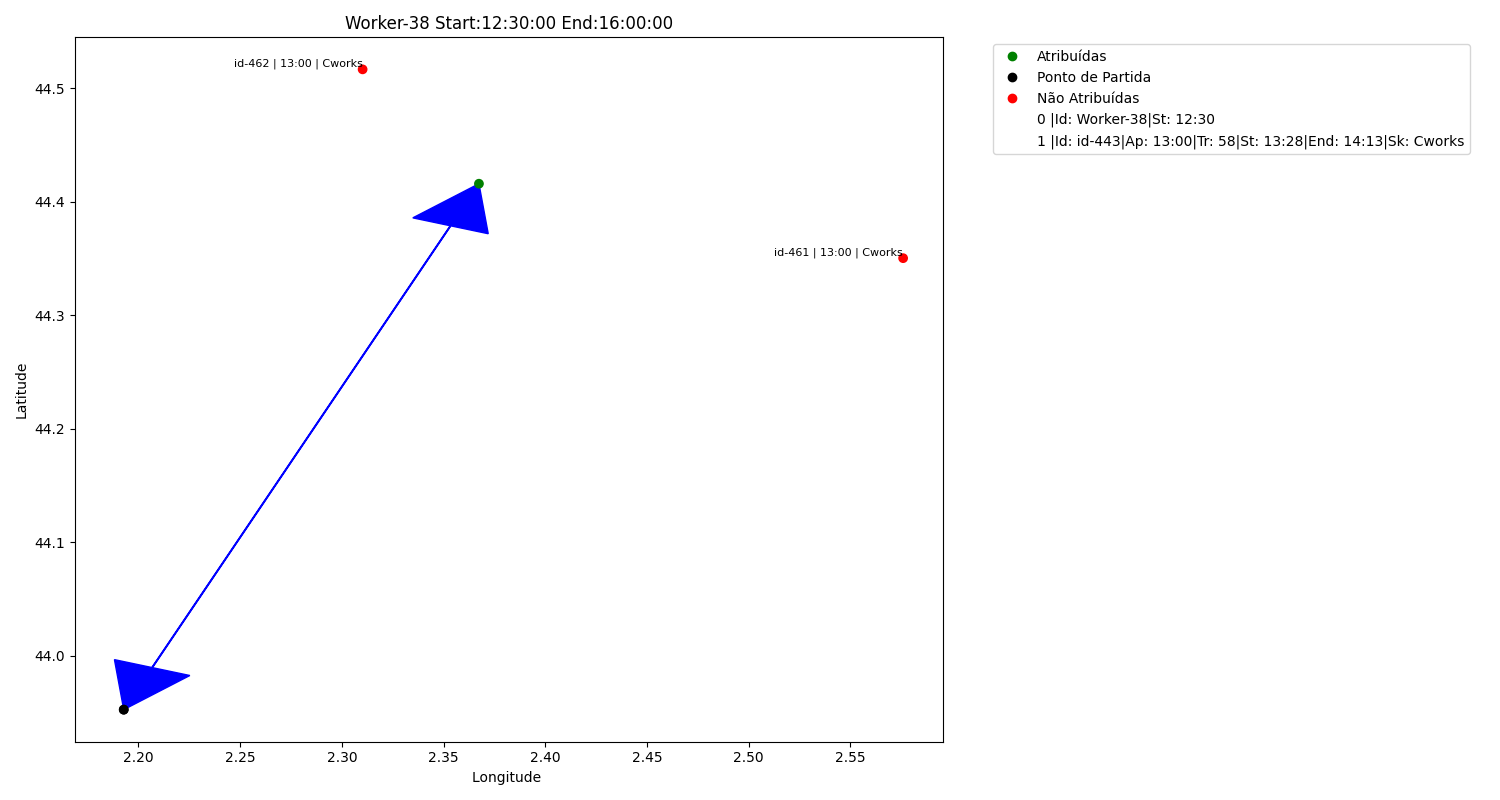 Worker-38 Start:12:30:00 End:16:00:00
id-462 | 13:00 | Cworks
id-461 | 13:00 | Cworks
44.5
44.4
44.3
44.2
44.1
44.0
Latitude
2.20 2.25 2.30 2.35 2.40 2.45 2.50 2.55
Longitude
Atribuídas
Ponto de Partida
Não Atribuídas
0 |Id: Worker-38|St: 12:30
1 |Id: id-443|Ap: 13:00|Tr: 58|St: 13:28|End: 14:13|Sk: Cworks